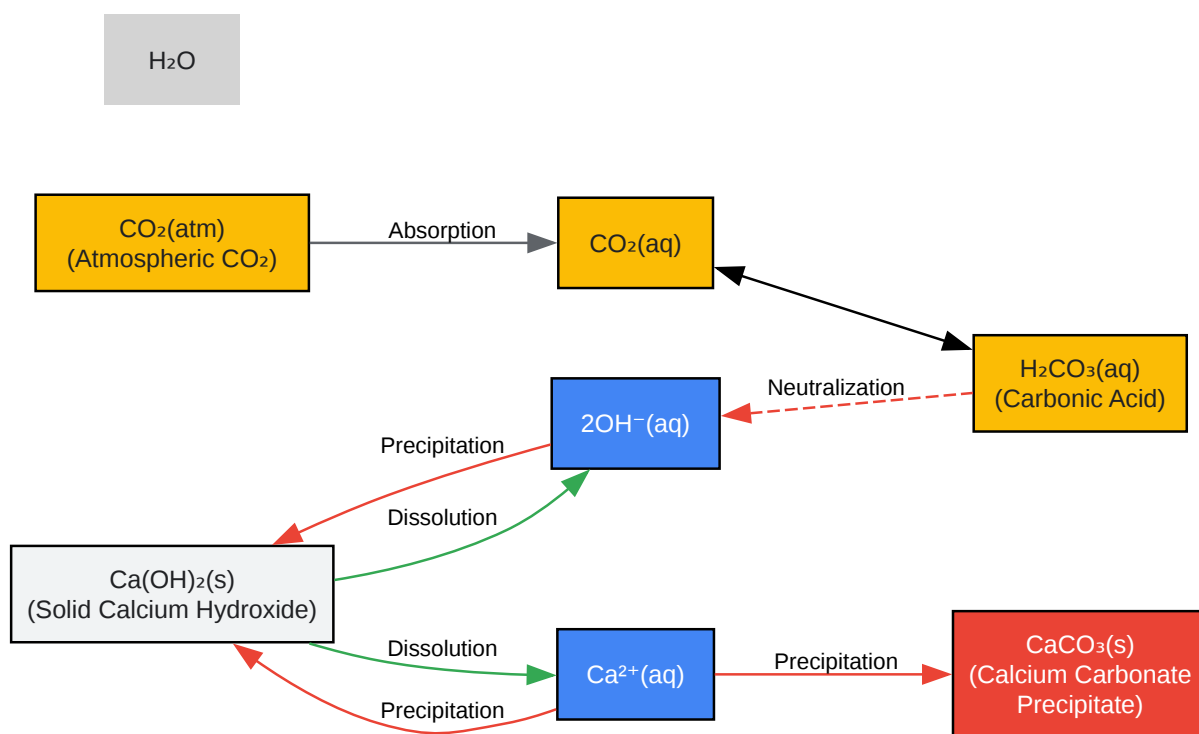 H₂O
CO₂(atm)
(Atmospheric CO₂)
Absorption
CO₂(aq)
H₂CO₃(aq)
(Carbonic Acid)
Neutralization
2OH⁻(aq)
Precipitation
Dissolution
Ca(OH)₂(s)
(Solid Calcium Hydroxide)
Dissolution
Precipitation
Ca²⁺(aq)
Precipitation
CaCO₃(s)
(Calcium Carbonate
Precipitate)